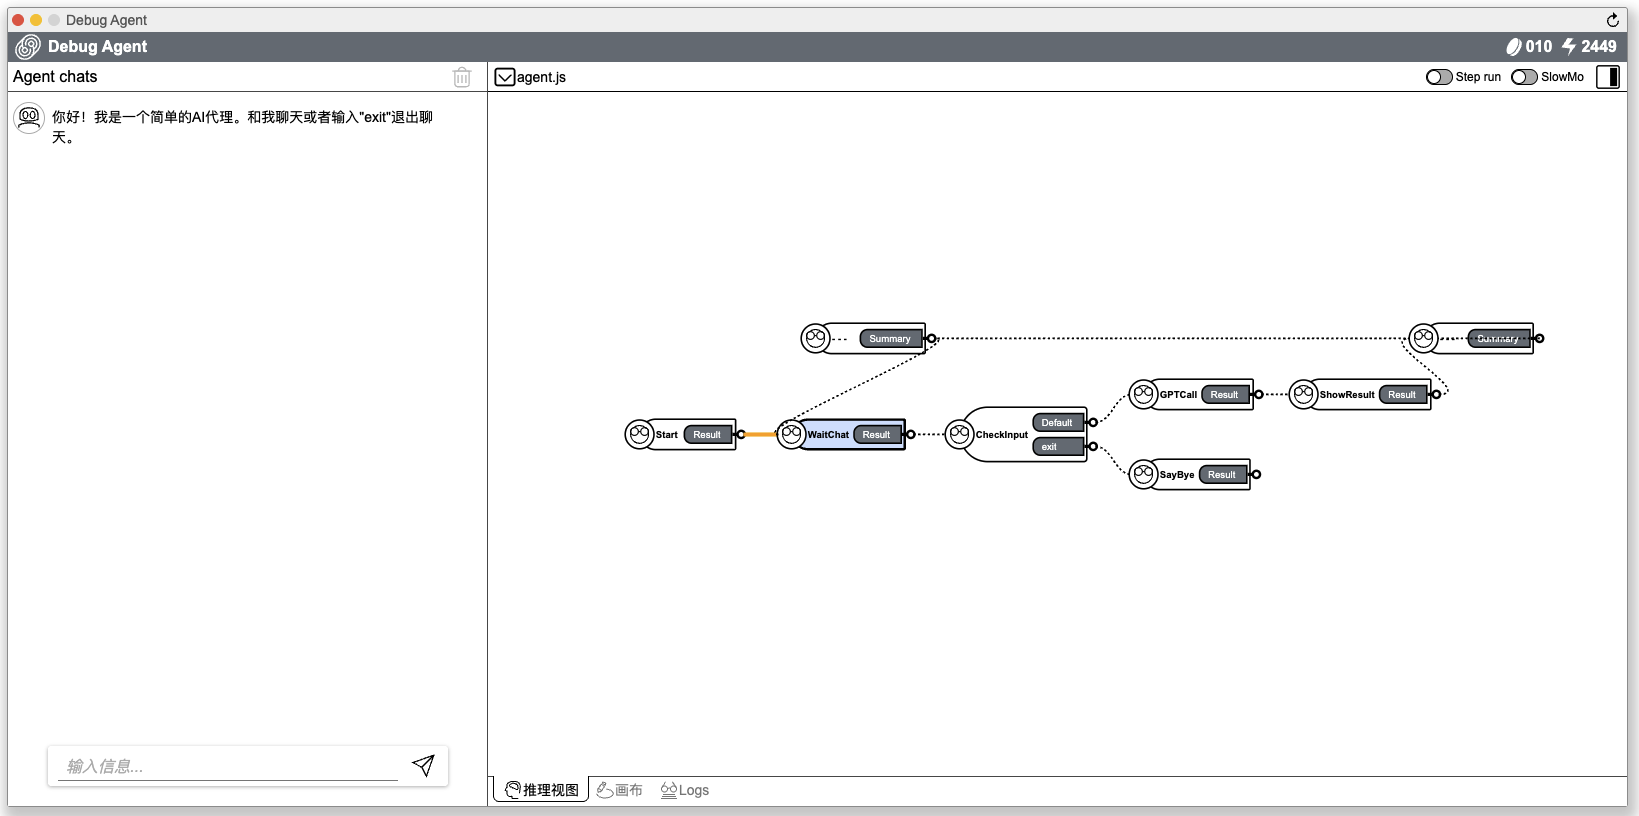 Debug Agent
Debug Agent
010 2449
Agent chats
agent.js
Step run
SlowMo
你好！我是一个简单的AI代理。和我聊天或者输入"exit"退出聊
天。
Summary
Summary
GPTCall Result
ShowResult Result
Start Result
WaitChat Result
CheckInput
Default
exit
SayBye Result
输入信息...
推理视图
画布
Logs